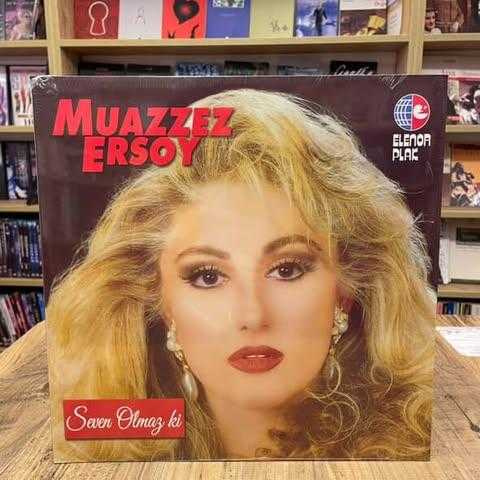 MUAZZEZ
ERSOY
ELENOR
PLAK
Seven Olmaz ki